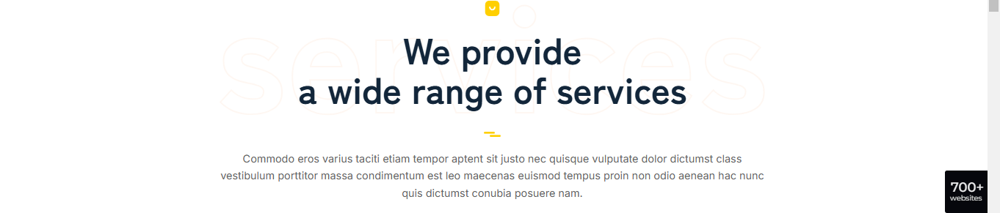 services
We provide
a wide range of services
Commodo eros varius taciti etiam tempor aptent sit justo nec quisque vulputate dolor dictumst class
vestibulum porttitor massa condimentum est leo maecenas euismod tempus proin non odio aenean hac nunc
quis dictumst conubia posuere nam.
700+
websites